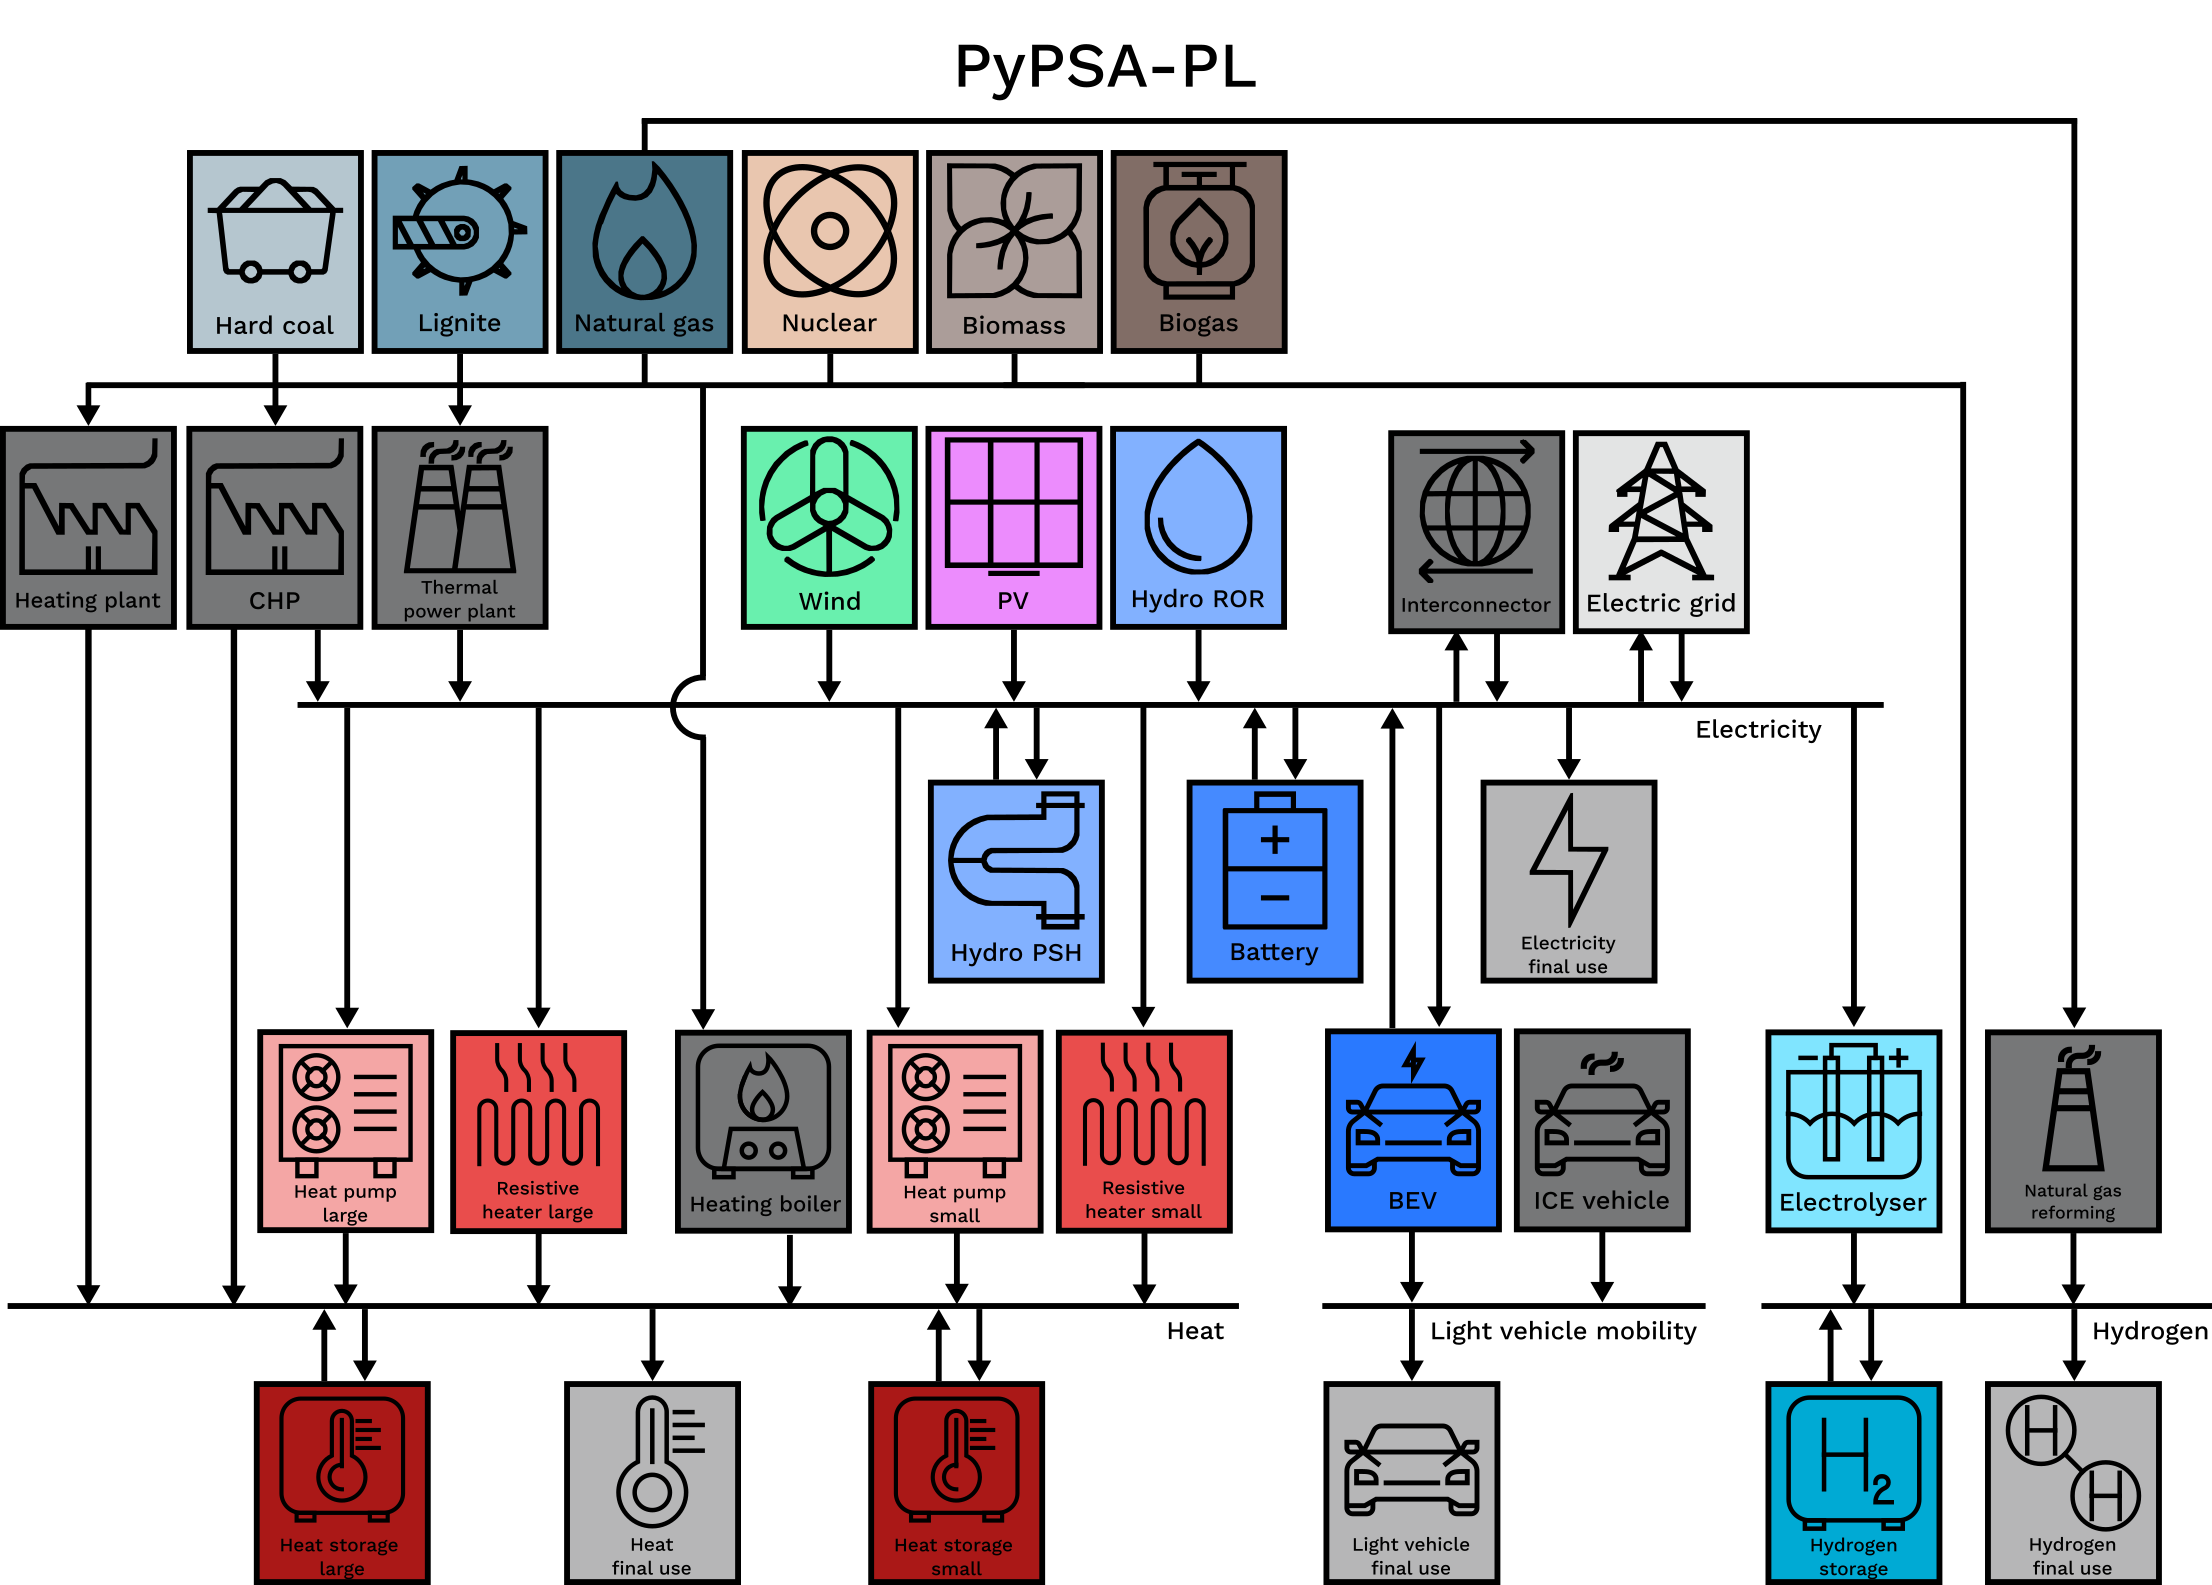 PyPSA-PL
Hard coal
Lignite
Natural gas
Nuclear
Biomass
Biogas
Heating plant
CHP
Thermal
power plant
Wind
PV
Hydro ROR
Interconnector
Electric grid
Electricity
Hydro PSH
+
−
Battery
Electricity
final use
Heat pump
large
Resistive
heater large
Heating boiler
Heat pump
small
Resistive
heater small
BEV
ICE vehicle
− +
Electrolyser
Natural gas
reforming
Heat
Light vehicle mobility
Hydrogen
Heat storage
large
Heat
final use
Heat storage
small
Light vehicle
final use
H2
Hydrogen
storage
H
H
Hydrogen
final use